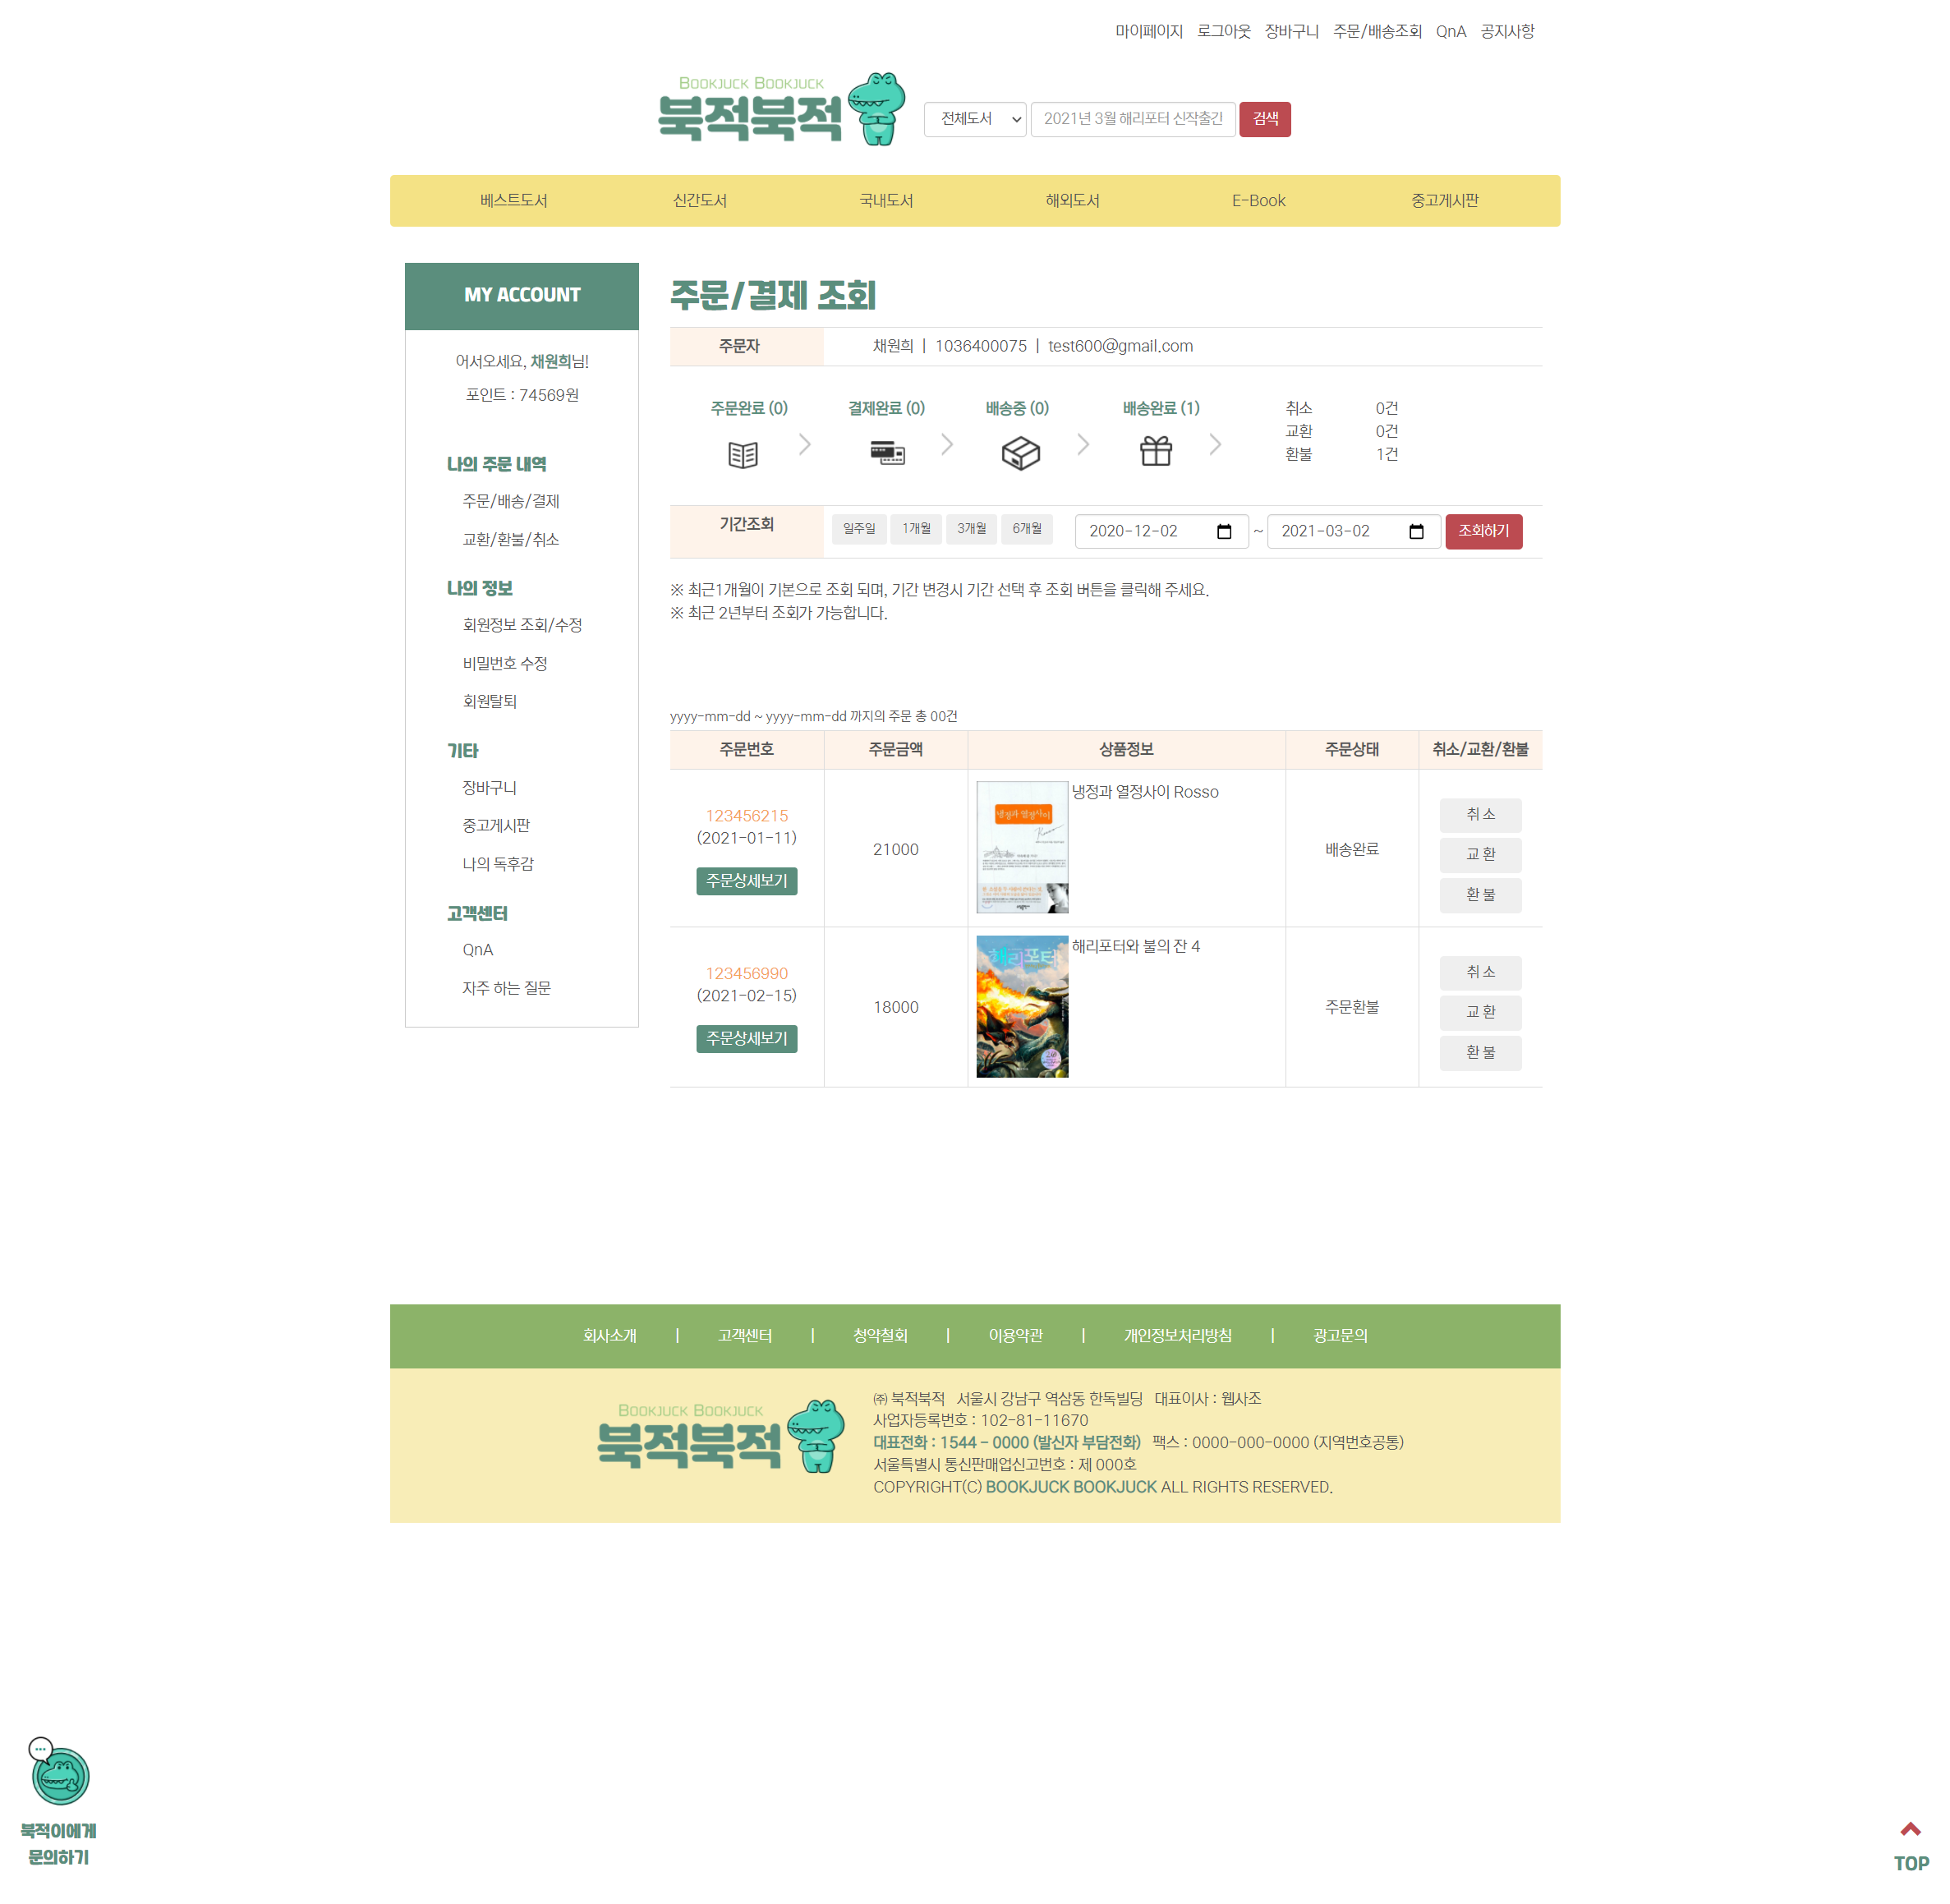 마이페이지 로그아웃 장바구니 주문/배송조회 QnA 공지사항
BOOKJUCK BOOKJUCK
북적북적
전체도서 2021년 3월 해리포터 신작출간 검색
베스트도서 신간도서 국내도서 해외도서 E-Book 중고게시판
MY ACCOUNT
어서오세요, 채원희님!
포인트 : 74569원
나의 주문 내역
주문/배송/결제
교환/환불/취소
나의 정보
회원정보 조회/수정
비밀번호 수정
회원탈퇴
기타
장바구니
중고게시판
나의 독후감
고객센터
QnA
자주 하는 질문
주문/결제 조회
주문자 채원희 | 1036400075 | test600@gmail.com
주문완료 (0) 결제완료 (0) 배송중 (0) 배송완료 (1)
취소 0건
교환 0건
환불 1건
기간조회 일주일 1개월 3개월 6개월 2020-12-02 ~ 2021-03-02 조회하기
※ 최근1개월이 기본으로 조회 되며, 기간 변경시 기간 선택 후 조회 버튼을 클릭해 주세요.
※ 최근 2년부터 조회가 가능합니다.
yyyy-mm-dd ~ yyyy-mm-dd 까지의 주문 총 00건
주문번호 주문금액 상품정보 주문상태 취소/교환/환불
123456215
(2021-01-11)
주문상세보기
21000
냉정과 열정사이
Rosso
냉정과 열정사이 Rosso
배송완료
취 소
교 환
환 불
123456990
(2021-02-15)
주문상세보기
18000
해리포터
해리포터와 불의 잔 4
주문환불
취 소
교 환
환 불
회사소개 | 고객센터 | 청약철회 | 이용약관 | 개인정보처리방침 | 광고문의
BOOKJUCK BOOKJUCK
북적북적
㈜ 북적북적 서울시 강남구 역삼동 한독빌딩 대표이사 : 웹사조
사업자등록번호 : 102-81-11670
대표전화 : 1544 - 0000 (발신자 부담전화) 팩스 : 0000-000-0000 (지역번호공통)
서울특별시 통신판매업신고번호 : 제 000호
COPYRIGHT(C) BOOKJUCK BOOKJUCK ALL RIGHTS RESERVED.
북적이에게
문의하기
TOP